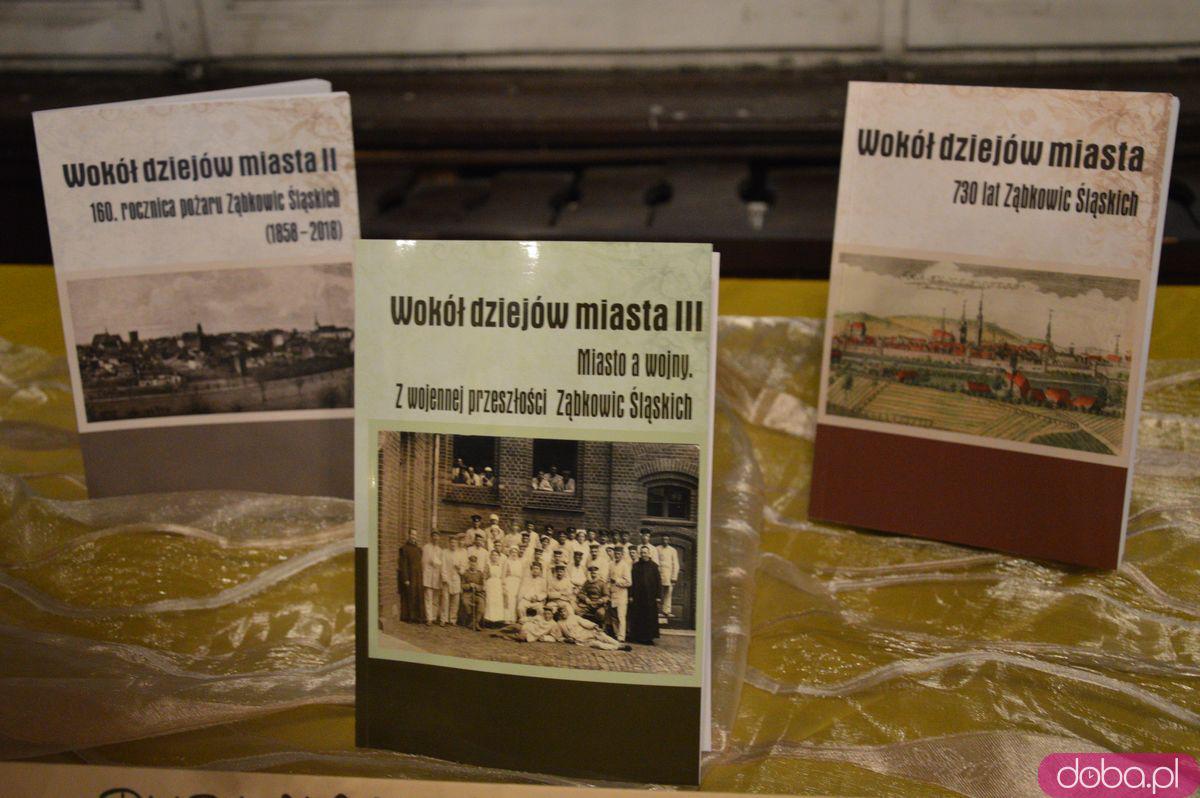 Wokół dziejów miasta II
160. rocznica pożaru Ząbkowic Śląskich
(1858-2018)
Wokół dziejów miasta III
Miasto a wojny.
Z wojennej przeszłości Ząbkowic Śląskich
Wokół dziejów miasta
730 lat Ząbkowic Śląskich
doba.pl